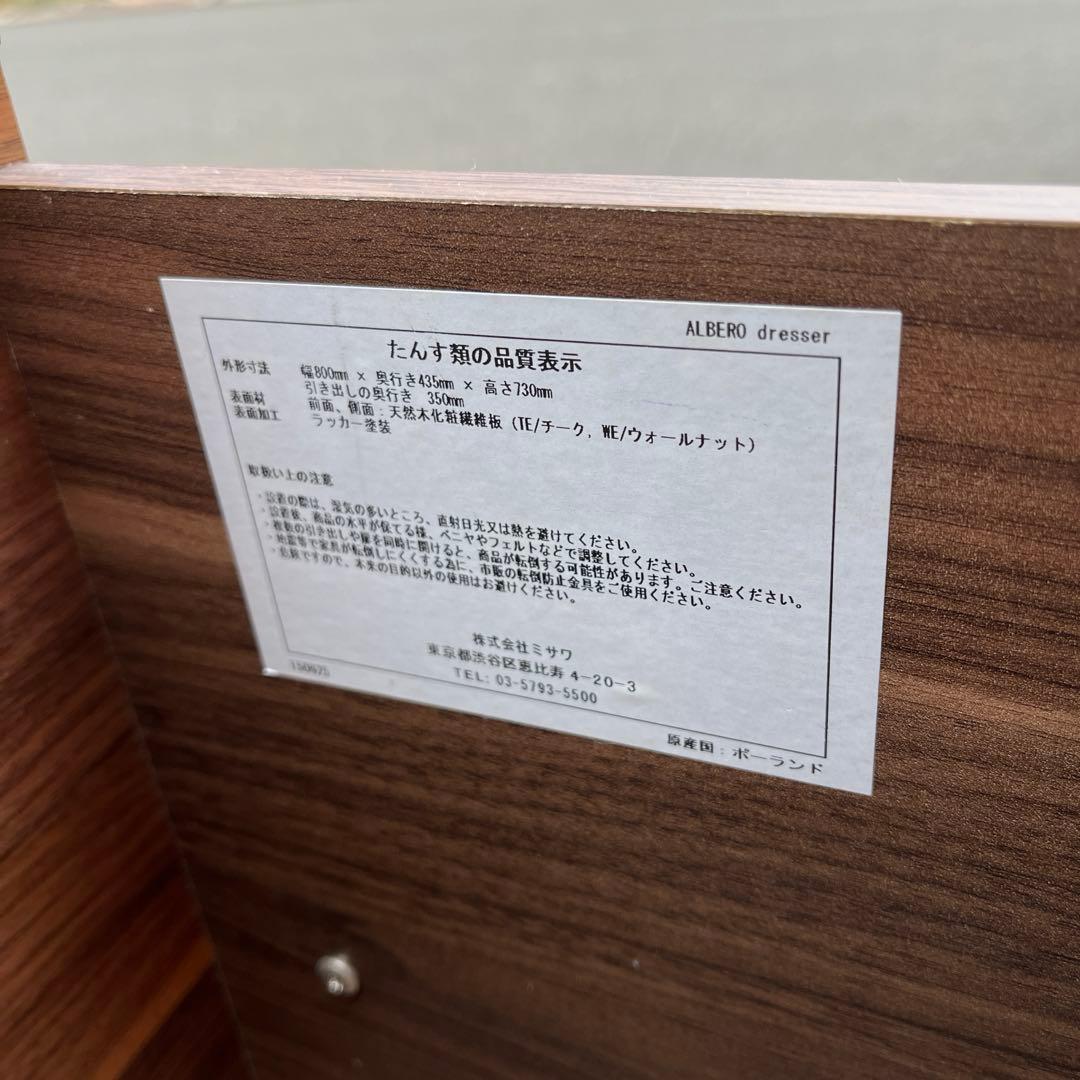 ALBERO dresser
たんす類の品質表示
外形寸法 幅800mm × 奥行き435mm × 高さ730mm
引き出しの奥行き 350mm
表面材 前面、側面：天然木化粧繊維板（TE/チーク, WE/ウォールナット）
表面加工 ラッカー塗装
取扱い上の注意
・設置の際は、湿気の多いところ、直射日光又は熱を避けてください。
・設置後、商品の水平が保てる様、ベニヤやフェルトなどで調整してください。
・複数の引き出しや扉を同時に開けると、商品が転倒する可能性があります。ご注意ください。
・地震等で家具が転倒しにくくする為に、市販の転倒防止金具をご使用ください。
・ですので、本来の目的以外の使用はお避けください。
株式会社ミサワ
東京都渋谷区恵比寿 4-20-3
TEL: 03-5793-5500
原産国：ポーランド